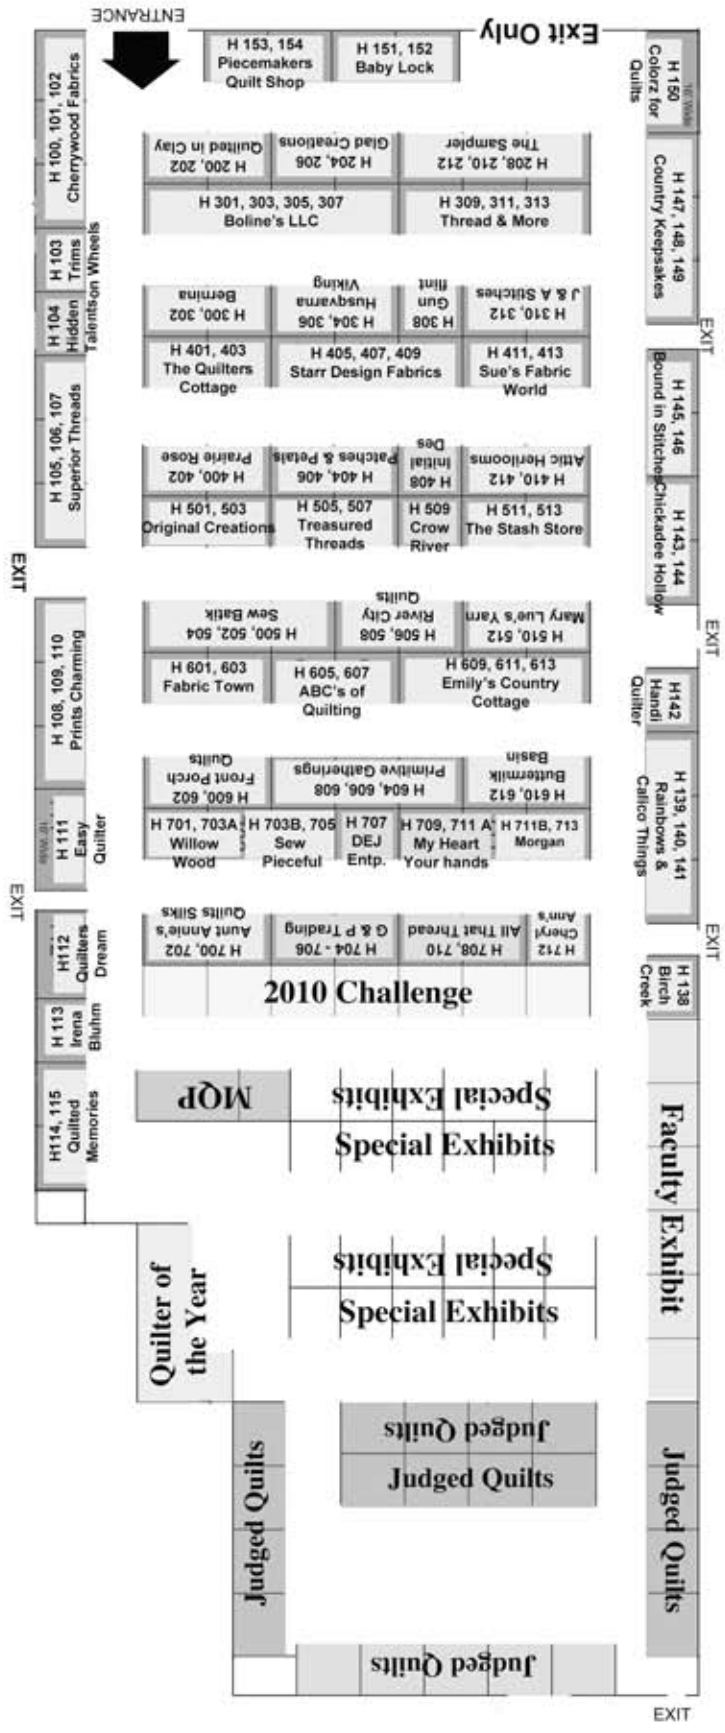 ENTRANCE
Exit Only
H 153, 154
Piecemakers
Quilt Shop
H 151, 152
Baby Lock
H 150
Colorz for
Quilts
H 100, 101, 102
Cherrywood Fabrics
H 200, 202
Quilted in Clay
H 204, 206
Glad Creations
H 208, 210, 212
The Sampler
H 301, 303, 305, 307
Boline's LLC
H 309, 311, 313
Thread & More
H 147, 148, 149
Country Keepsakes
H 103
Trims
on Wheels
H 104
Hidden
Talents
H 300, 302
Bernina
H 304, 306
Husqvarna
Viking
H 308
Gun
flint
H 310, 312
J & A Stitches
EXIT
H 401, 403
The Quilters
Cottage
H 405, 407, 409
Starr Design Fabrics
H 411, 413
Sue's Fabric
World
H 105, 106, 107
Superior Threads
H 145, 146
Bound in Stitches
H 400, 402
Prairie Rose
H 404, 406
Patches & Petals
H 408
Initial
Des
H 410, 412
Attic Heirlooms
H 501, 503
Original Creations
H 505, 507
Treasured
Threads
H 509
Crow
River
H 511, 513
The Stash Store
H 143, 144
Chickadee Hollow
EXIT
EXIT
H 108, 109, 110
Prints Charming
H 500, 502, 504
Sew Batik
H 506, 508
River City
Quilts
H 510, 512
Mary Lue's Yarn
H 601, 603
Fabric Town
H 605, 607
ABC's of
Quilting
H 609, 611, 613
Emily's Country
Cottage
H142
Handi
Quilter
H 111
Easy
Quilter
H 600, 602
Front Porch
Quilts
H 604, 606, 608
Primitive Gatherings
H 610, 612
Buttermilk
Basin
H 139, 140, 141
Rainbows &
Calico Things
H 701, 703A
Willow
Wood
H 703B, 705
Sew
Pieceful
H 707
DEJ
Entp.
H 709, 711 A
My Heart
Your hands
H 711B, 713
Morgan
EXIT
EXIT
H112
Quilters
Dream
H 700, 702
Aunt Annie's
Quilts Silks
H 704 - 706
G & P Trading
H 708, 710
All That Thread
H 712
Cheryl
Ann's
H 138
Birch
Creek
2010 Challenge
H 113
Irena
Bluhm
H114, 115
Quilted
Memories
MQP
Special Exhibits
Special Exhibits
Faculty Exhibit
Quilter of
the Year
Special Exhibits
Special Exhibits
Judged Quilts
Judged Quilts
Judged Quilts
Judged Quilts
Judged Quilts
EXIT